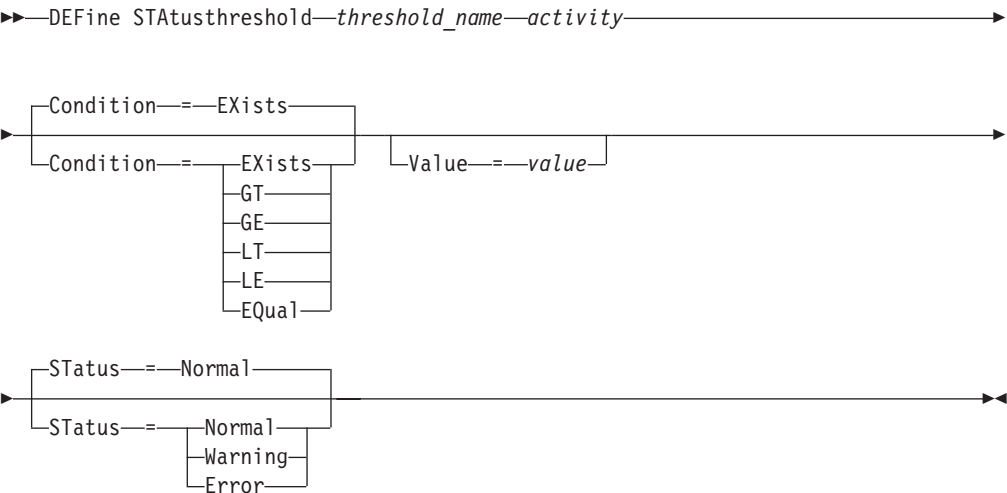 DEFine STAtusthreshold threshold_name activity
Condition = EXists
Condition = EXists
Value = value
GT
GE
LT
LE
EQual
STatus = Normal
STatus = Normal
Warning
Error